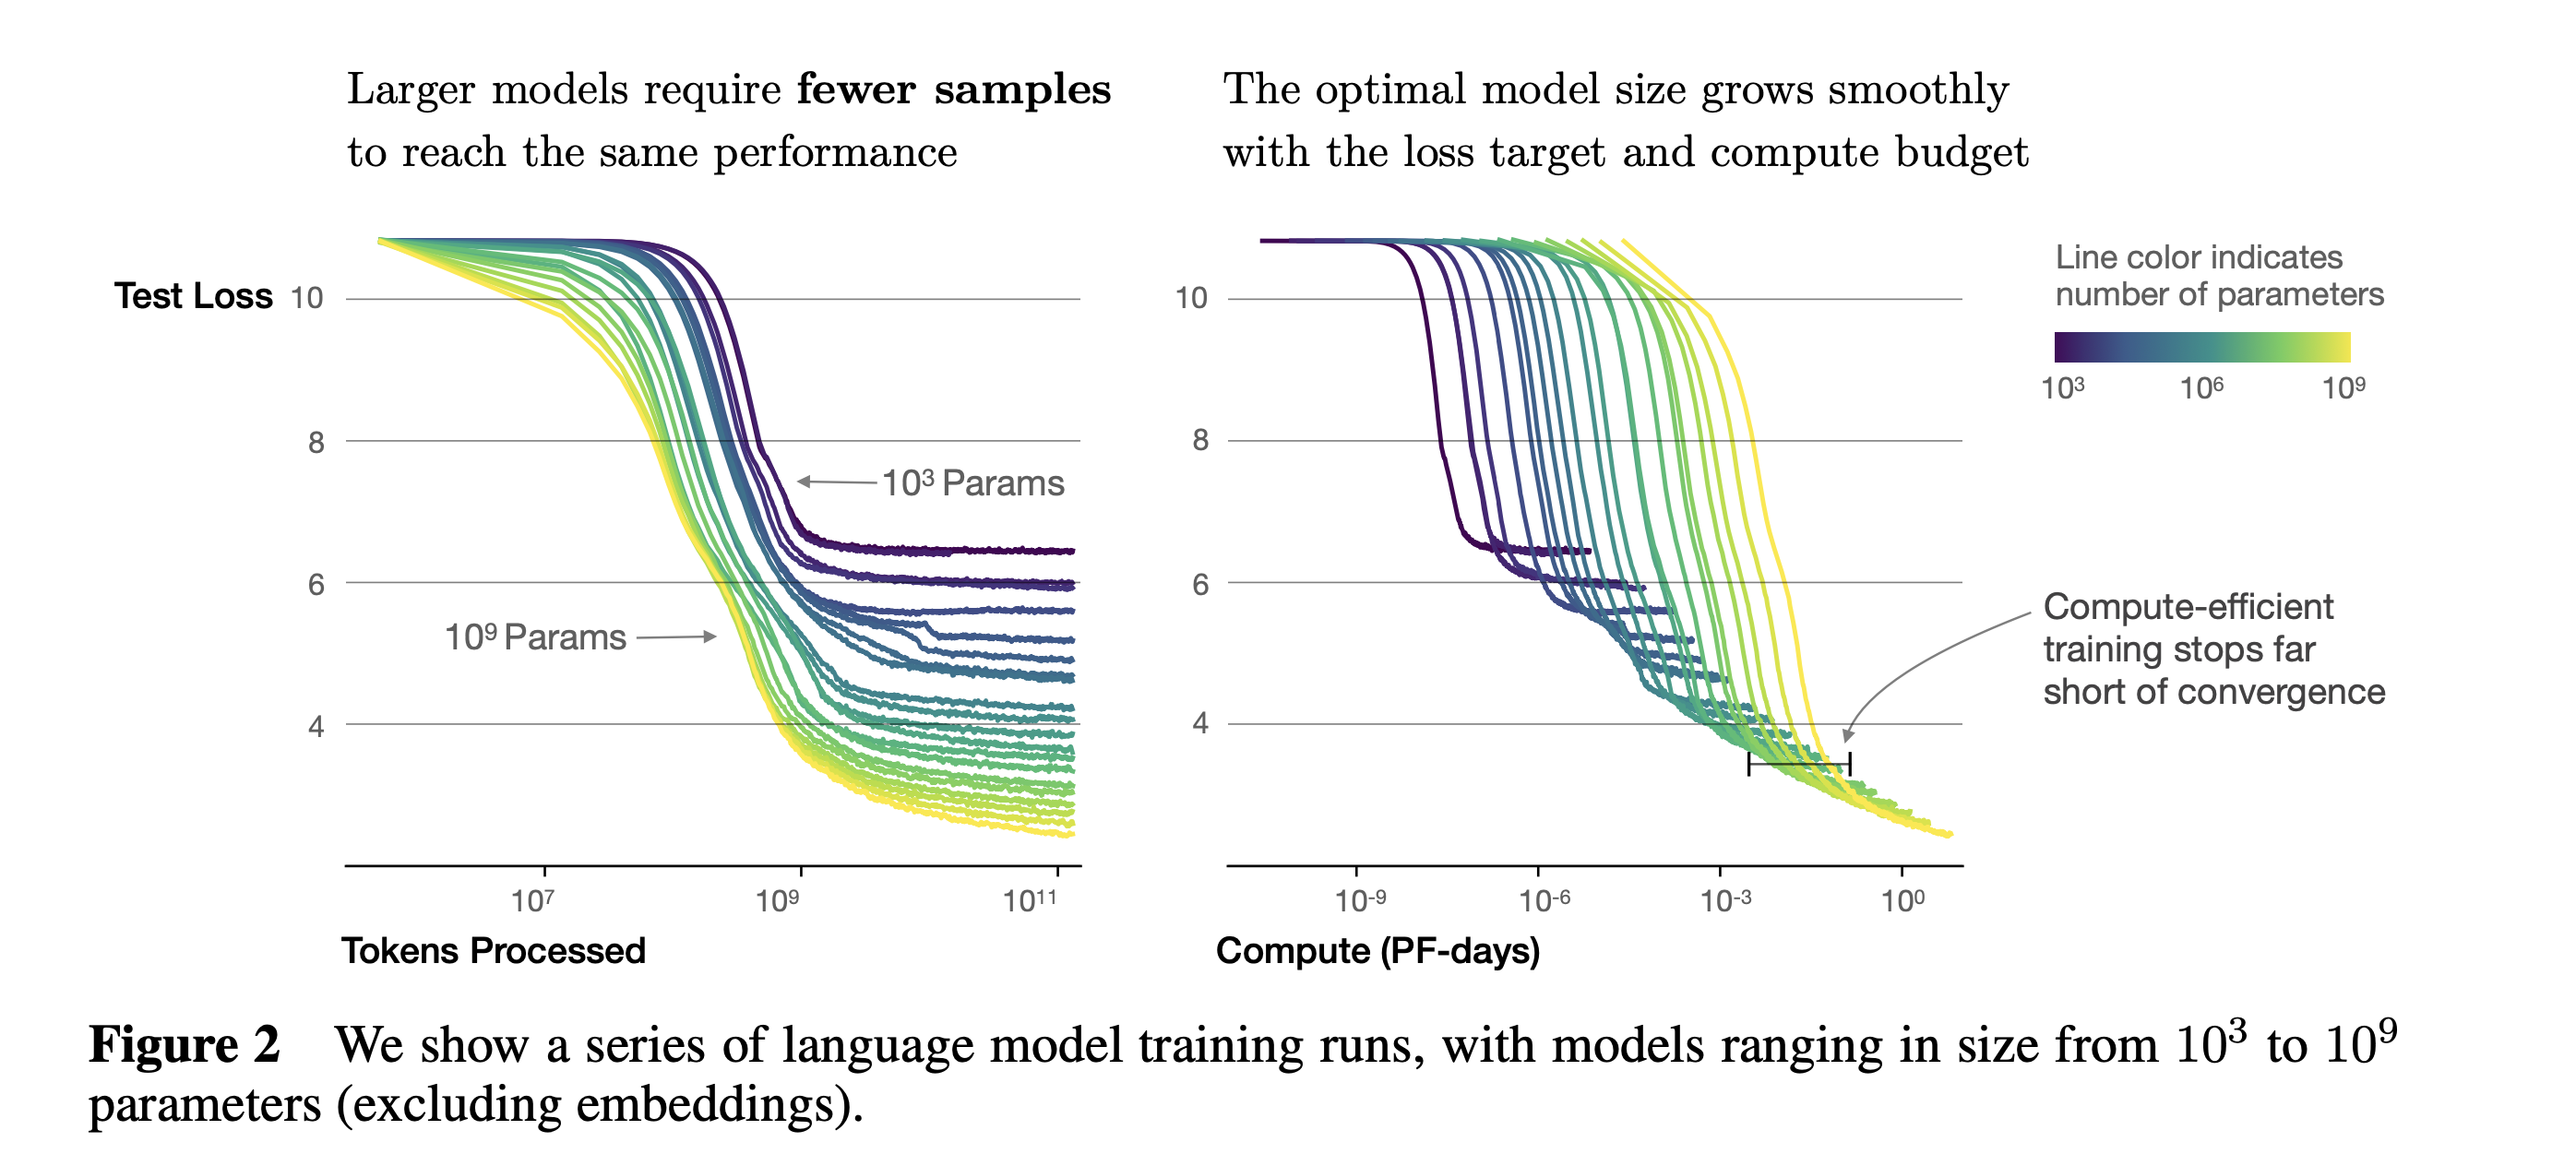 Larger models require fewer samples
to reach the same performance
The optimal model size grows smoothly
with the loss target and compute budget
Test Loss
10
8
6
4
10³ Params
10⁹ Params
10⁷
10⁹
10¹¹
Tokens Processed
10
8
6
4
Line color indicates
number of parameters
10³
10⁶
10⁹
Compute-efficient
training stops far
short of convergence
10⁻⁹
10⁻⁶
10⁻³
10⁰
Compute (PF-days)
Figure 2 We show a series of language model training runs, with models ranging in size from 10³ to 10⁹
parameters (excluding embeddings).